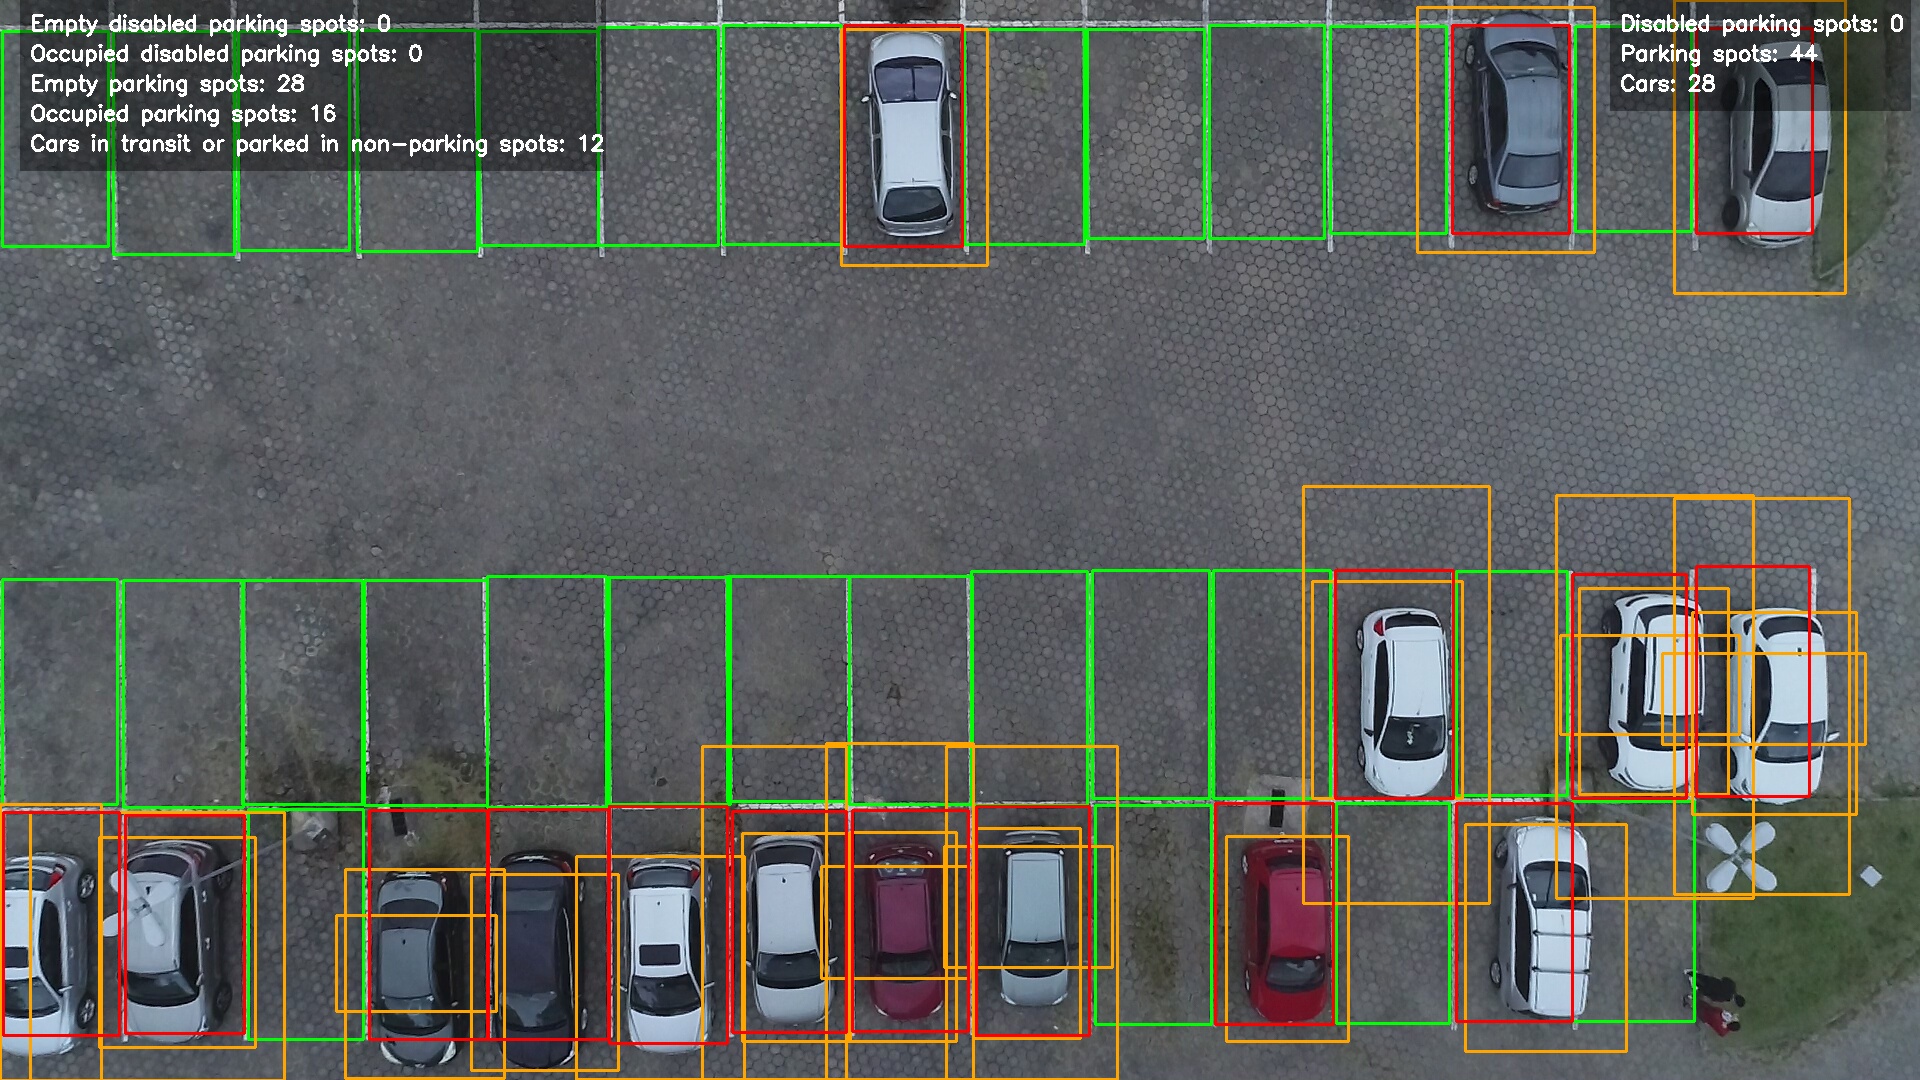 Empty disabled parking spots: 0
Occupied disabled parking spots: 0
Empty parking spots: 28
Occupied parking spots: 16
Cars in transit or parked in non-parking spots: 12
Disabled parking spots: 0
Parking spots: 44
Cars: 28